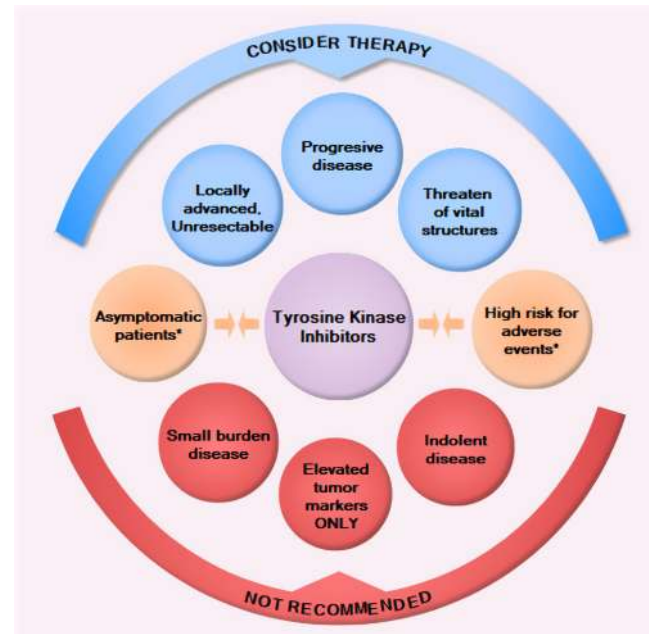 CONSIDER THERAPY
Progresive
disease
Locally
advanced,
Unresectable
Threaten
of vital
structures
Asymptomatic
patients*
Tyrosine Kinase
Inhibitors
High risk for
adverse
events*
Small burden
disease
Elevated
tumor
markers
ONLY
Indolent
disease
NOT RECOMMENDED